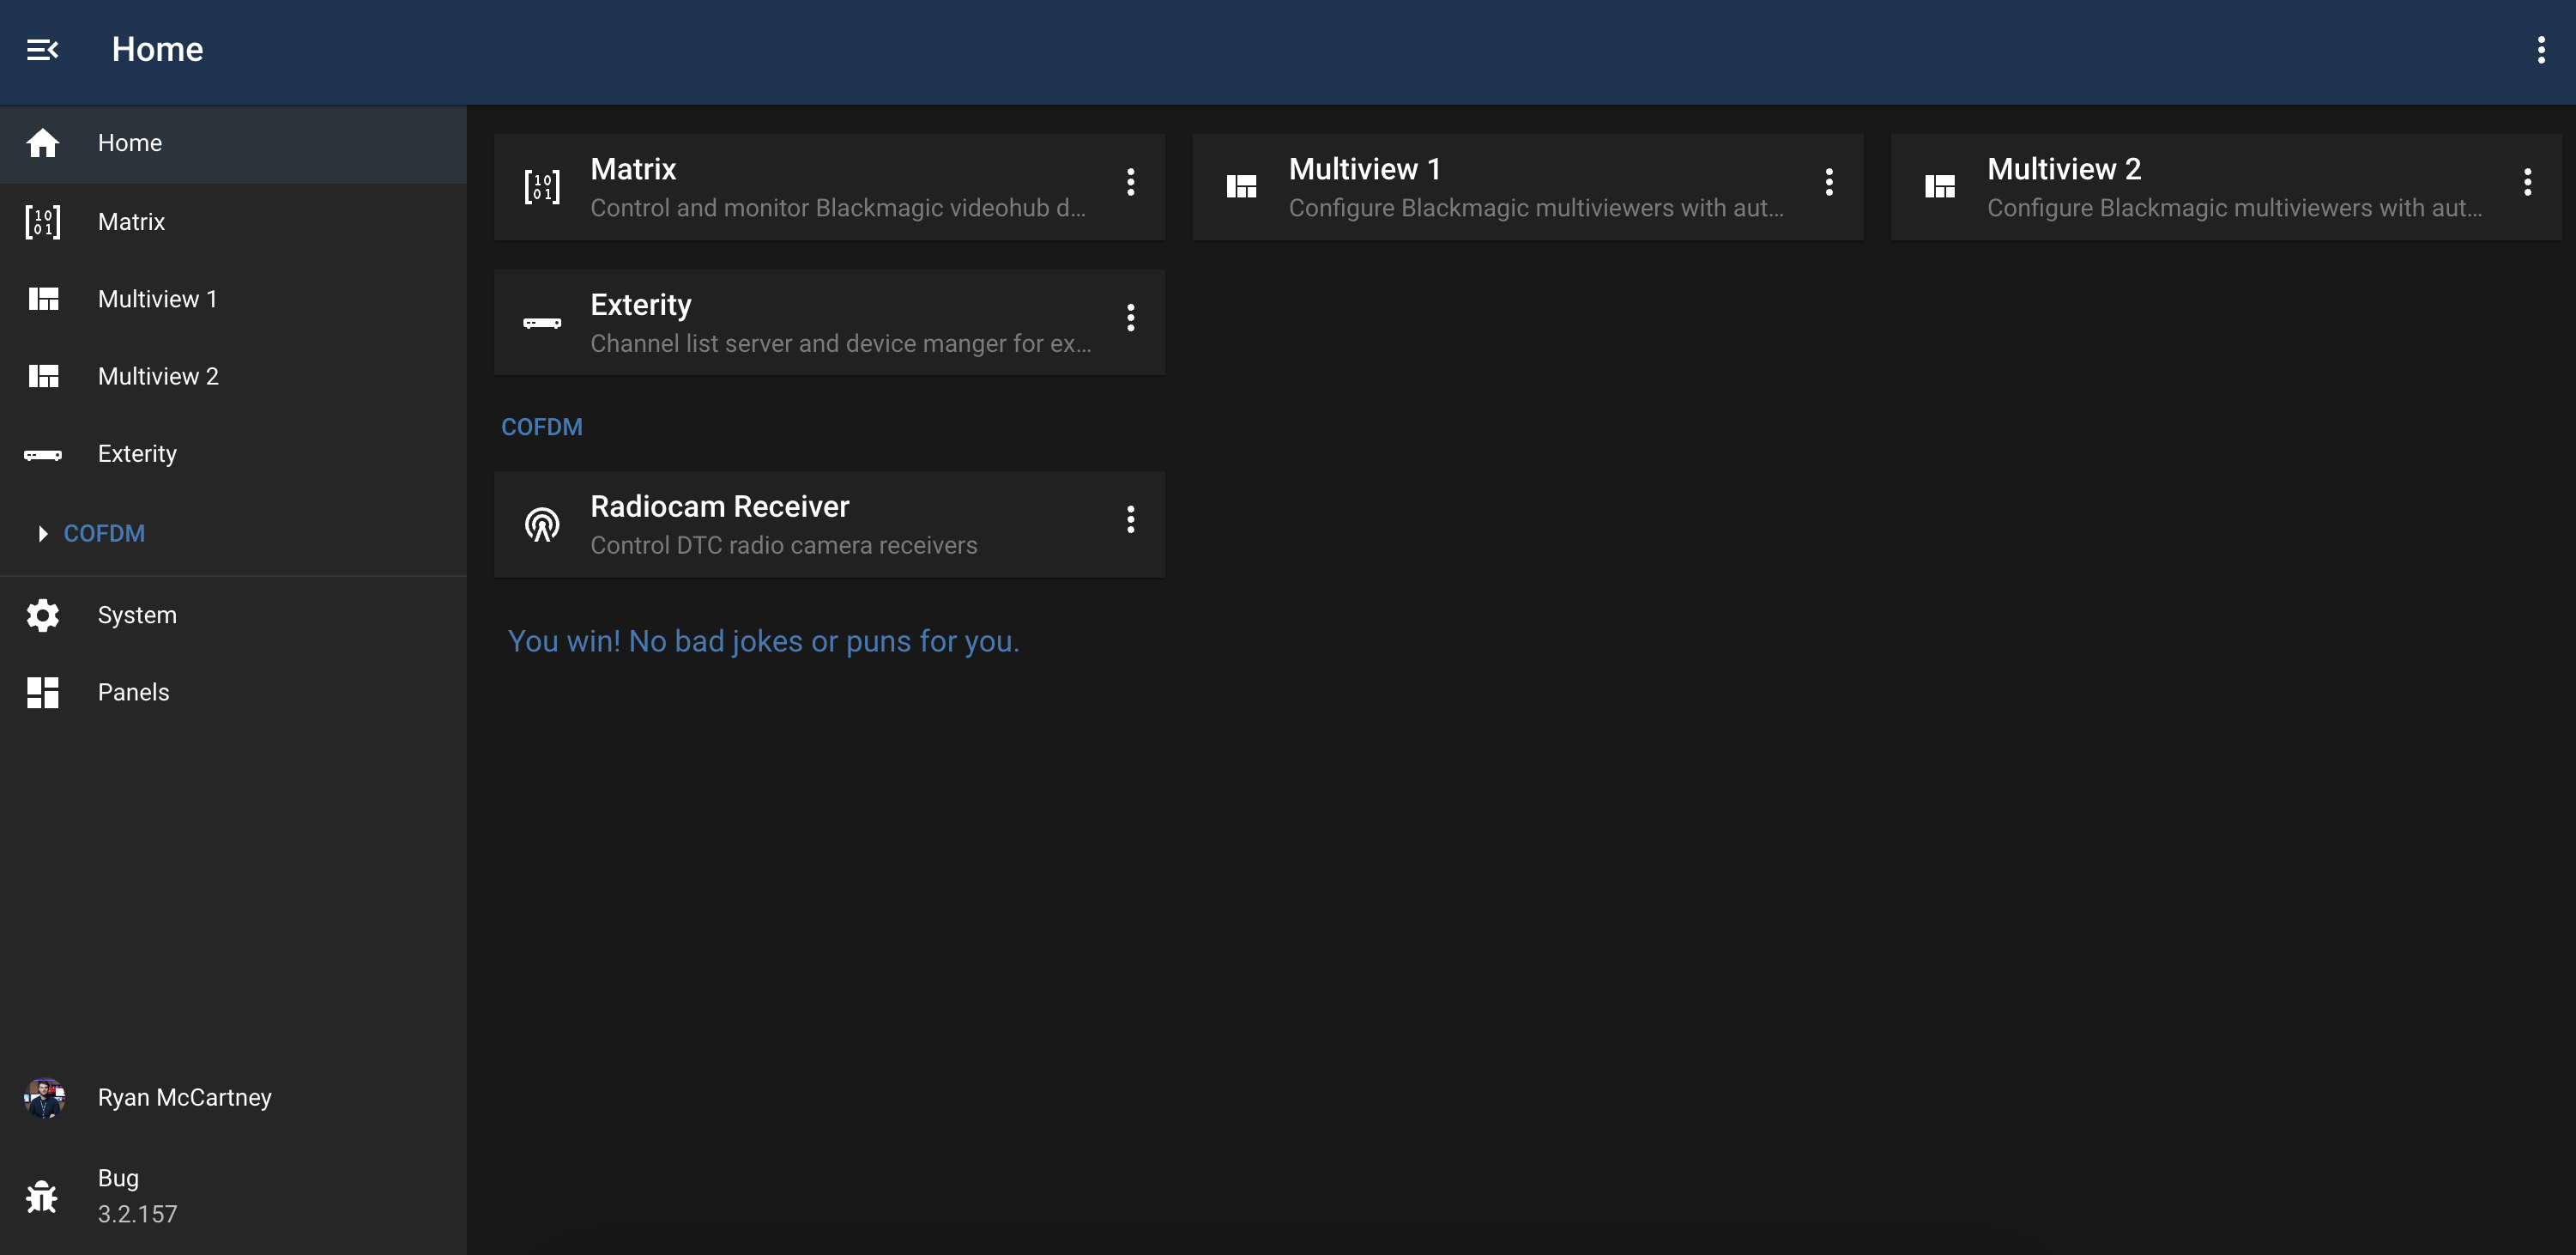 Home
Home
Matrix
Multiview 1
Multiview 2
Exterity
COFDM
System
Panels
Ryan McCartney
Bug
3.2.157
Matrix
Control and monitor Blackmagic videohub d...
Multiview 1
Configure Blackmagic multiviewers with aut...
Multiview 2
Configure Blackmagic multiviewers with aut...
Exterity
Channel list server and device manger for ex...
COFDM
Radiocam Receiver
Control DTC radio camera receivers
You win! No bad jokes or puns for you.